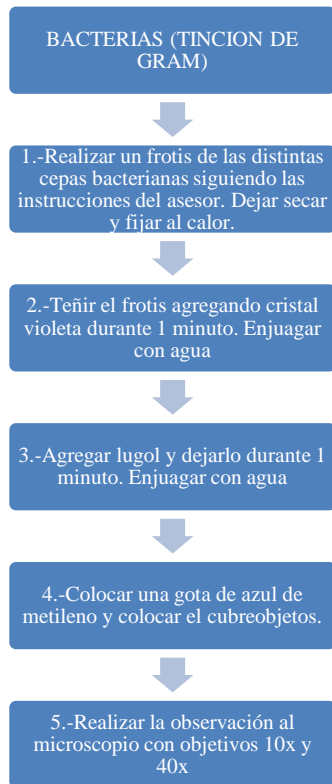 BACTERIAS (TINCION DE
GRAM)
1.-Realizar un frotis de las distintas
cepas bacterianas siguiendo las
instrucciones del asesor. Dejar secar
y fijar al calor.
2.-Teñir el frotis agregando cristal
violeta durante 1 minuto. Enjuagar
con agua
3.-Agregar lugol y dejarlo durante 1
minuto. Enjuagar con agua
4.-Colocar una gota de azul de
metileno y colocar el cubreobjetos.
5.-Realizar la observación al
microscopio con objetivos 10x y
40x